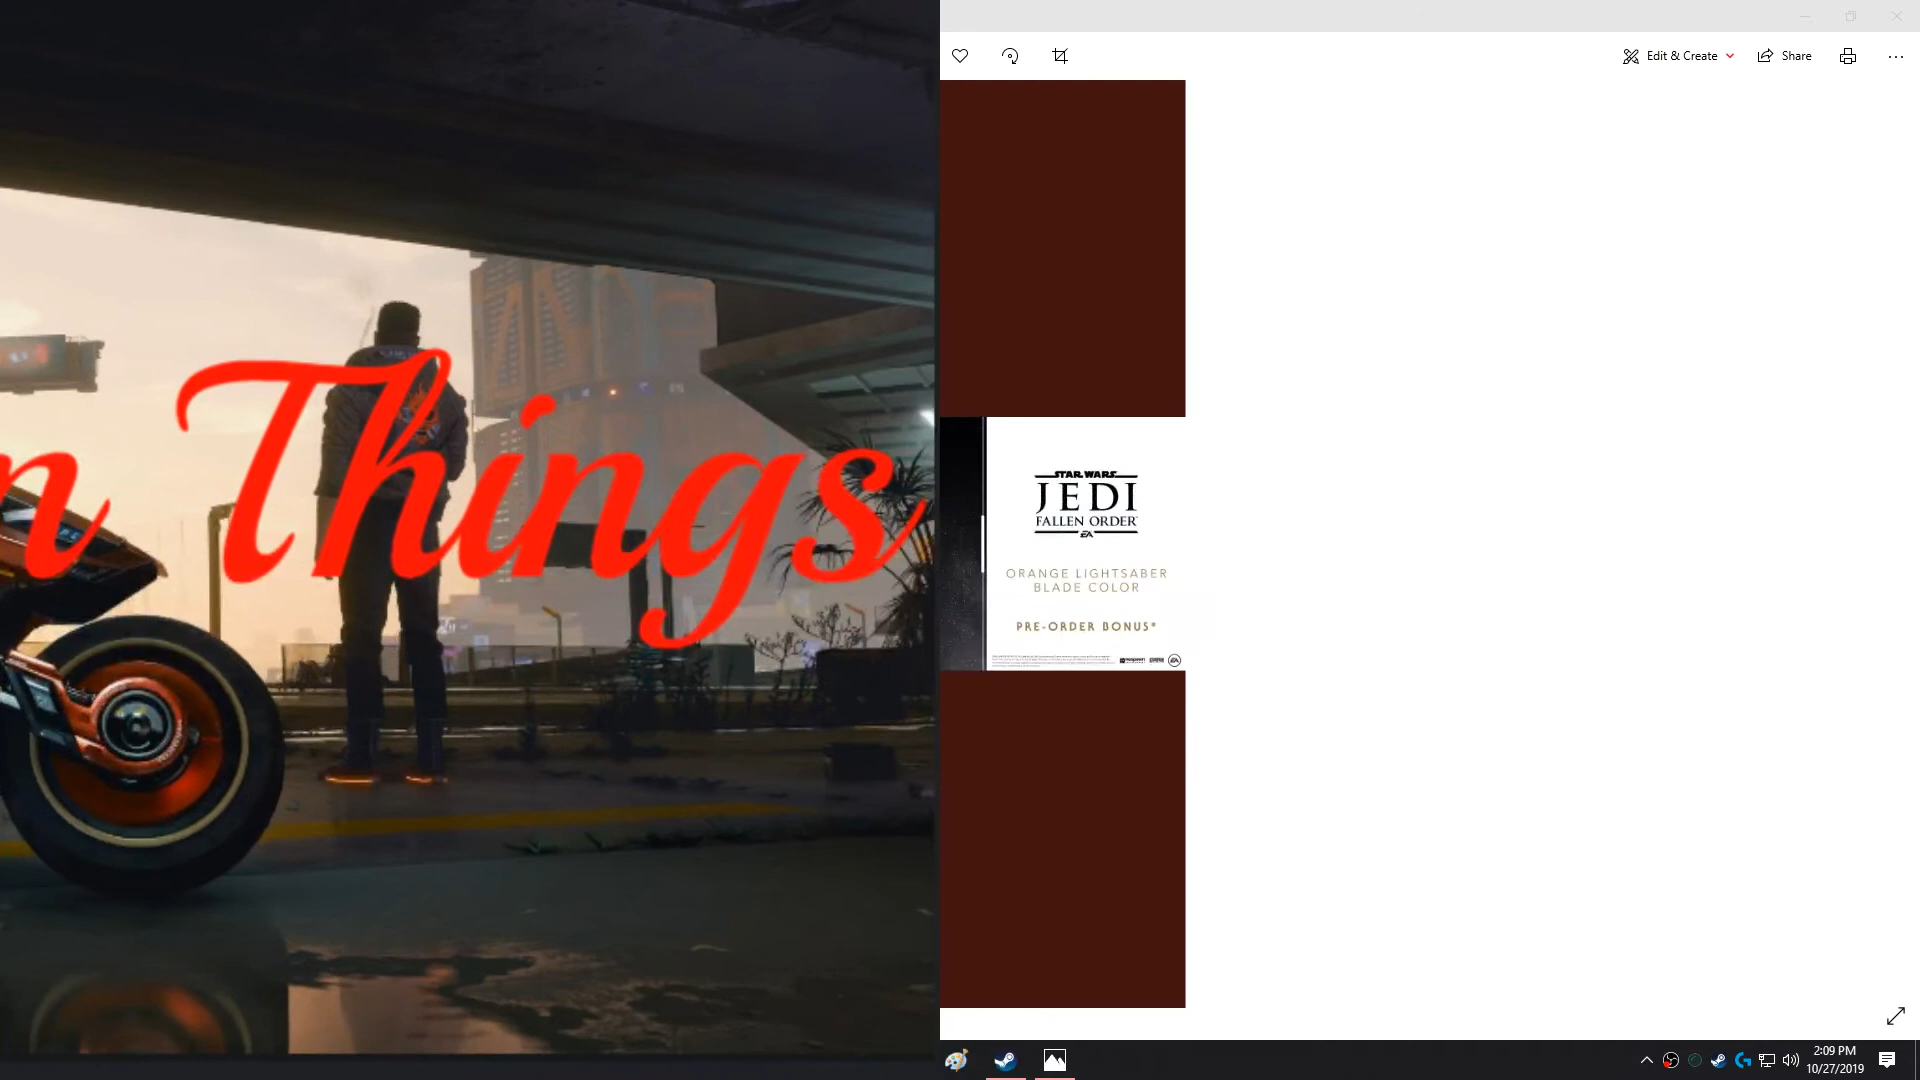 n Things
Edit & Create
Share
STAR WARS
JEDI
FALLEN ORDER
EA
ORANGE LIGHTSABER
BLADE COLOR
PRE-ORDER BONUS*
EA
2:09 PM
10/27/2019